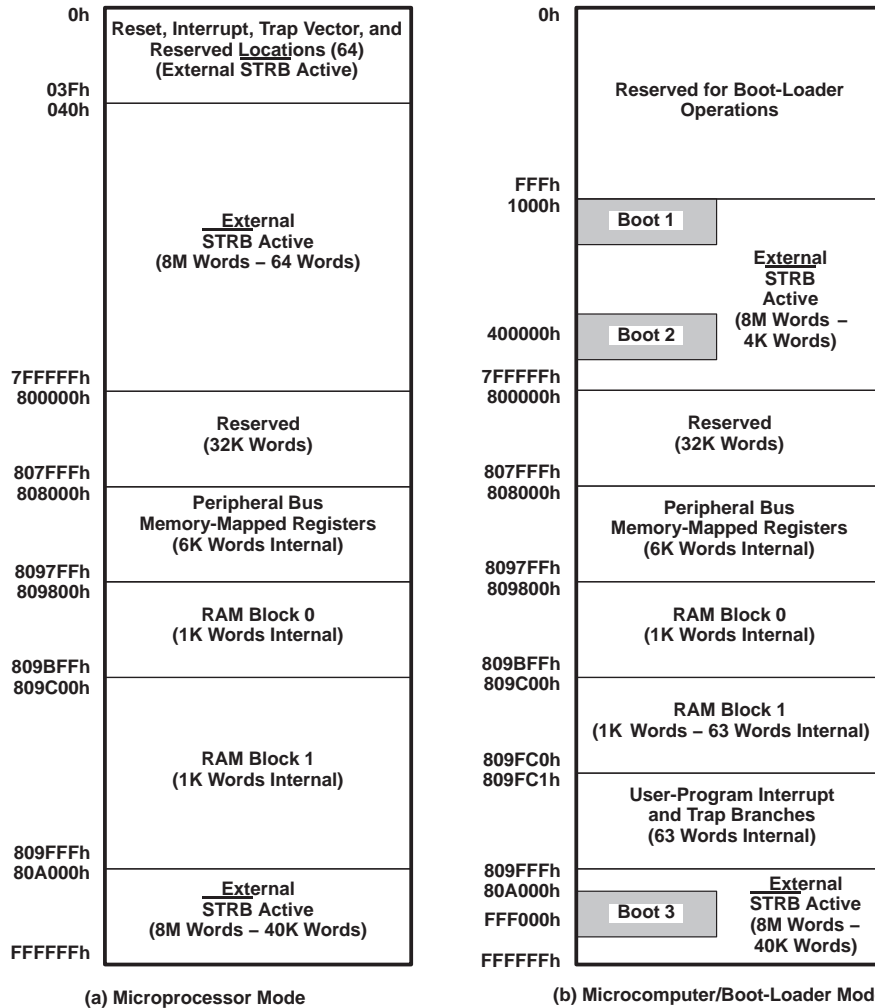 0h
Reset, Interrupt, Trap Vector, and
Reserved Locations (64)
(External STRB Active)
03Fh
040h
External
STRB Active
(8M Words – 64 Words)
7FFFFFh
800000h
Reserved
(32K Words)
807FFFh
808000h
Peripheral Bus
Memory-Mapped Registers
(6K Words Internal)
8097FFh
809800h
RAM Block 0
(1K Words Internal)
809BFFh
809C00h
RAM Block 1
(1K Words Internal)
809FFFh
80A000h
External
STRB Active
(8M Words – 40K Words)
FFFFFFh
(a) Microprocessor Mode
0h
Reserved for Boot-Loader
Operations
FFFh
1000h
Boot 1
External
STRB
Active
(8M Words –
4K Words)
400000h
Boot 2
7FFFFFh
800000h
Reserved
(32K Words)
807FFFh
808000h
Peripheral Bus
Memory-Mapped Registers
(6K Words Internal)
8097FFh
809800h
RAM Block 0
(1K Words Internal)
809BFFh
809C00h
RAM Block 1
(1K Words – 63 Words Internal)
809FC0h
809FC1h
User-Program Interrupt
and Trap Branches
(63 Words Internal)
809FFFh
80A000h
FFF000h
Boot 3
External
STRB Active
(8M Words –
40K Words)
FFFFFFh
(b) Microcomputer/Boot-Loader Mod